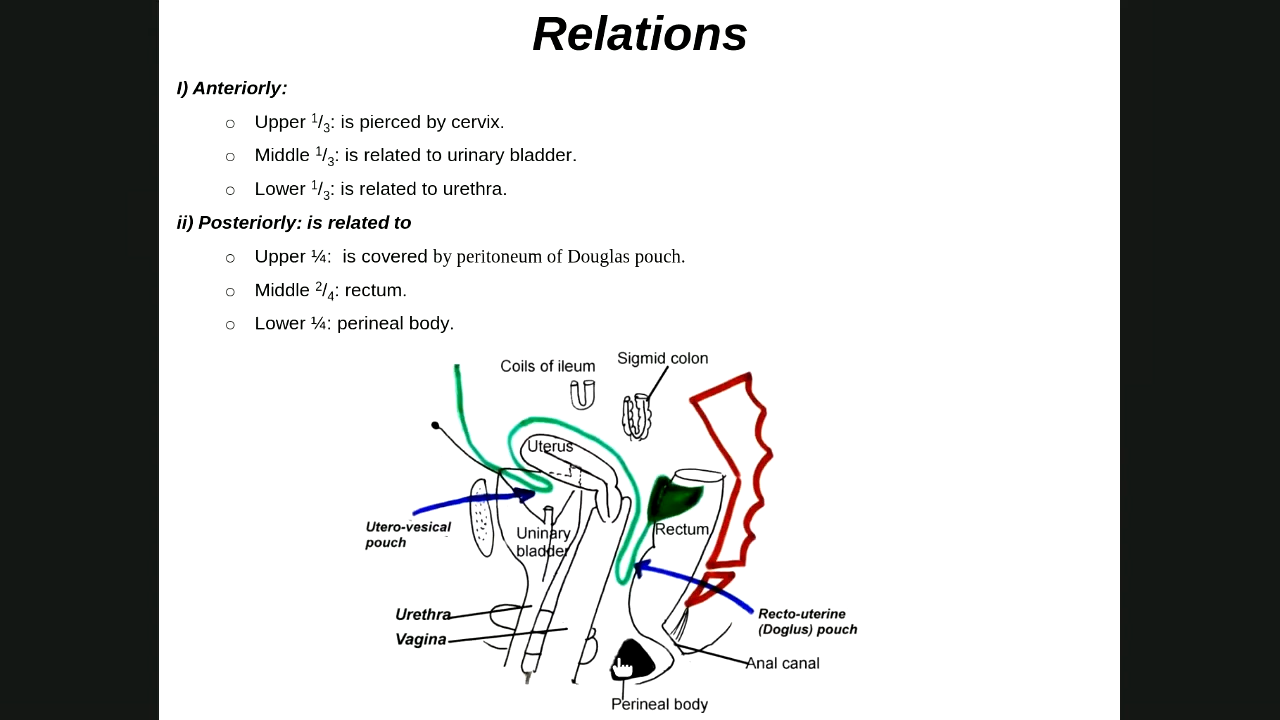 Relations
I) Anteriorly:
○ Upper 1/3: is pierced by cervix.
○ Middle 1/3: is related to urinary bladder.
○ Lower 1/3: is related to urethra.
ii) Posteriorly: is related to
○ Upper ¼: is covered by peritoneum of Douglas pouch.
○ Middle 2/4: rectum.
○ Lower ¼: perineal body.
Coils of ileum
Sigmid colon
Uterus
Utero-vesical
pouch
Uninary
bladder
Rectum
Urethra
Vagina
Recto-uterine
(Doglus) pouch
Anal canal
Perineal body